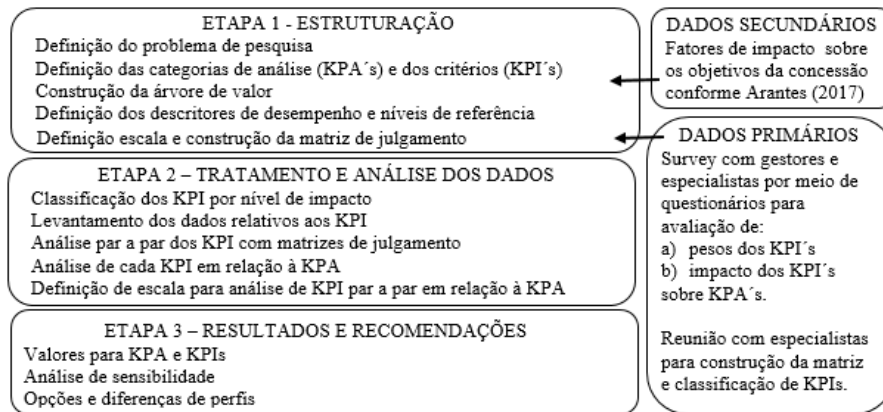 ETAPA 1 - ESTRUTURAÇÃO
Definição do problema de pesquisa
Definição das categorias de análise (KPA´s) e dos critérios (KPI´s)
Construção da árvore de valor
Definição dos descritores de desempenho e níveis de referência
Definição escala e construção da matriz de julgamento
ETAPA 2 – TRATAMENTO E ANÁLISE DOS DADOS
Classificação dos KPI por nível de impacto
Levantamento dos dados relativos aos KPI
Análise par a par dos KPI com matrizes de julgamento
Análise de cada KPI em relação à KPA
Definição de escala para análise de KPI par a par em relação à KPA
ETAPA 3 – RESULTADOS E RECOMENDAÇÕES
Valores para KPA e KPIs
Análise de sensibilidade
Opções e diferenças de perfis
DADOS SECUNDÁRIOS
Fatores de impacto sobre
os objetivos da concessão
conforme Arantes (2017)
DADOS PRIMÁRIOS
Survey com gestores e
especialistas por meio de
questionários para
avaliação de:
a) pesos dos KPI´s
b) impacto dos KPI´s
sobre KPA´s.
Reunião com especialistas
para construção da matriz
e classificação de KPIs.